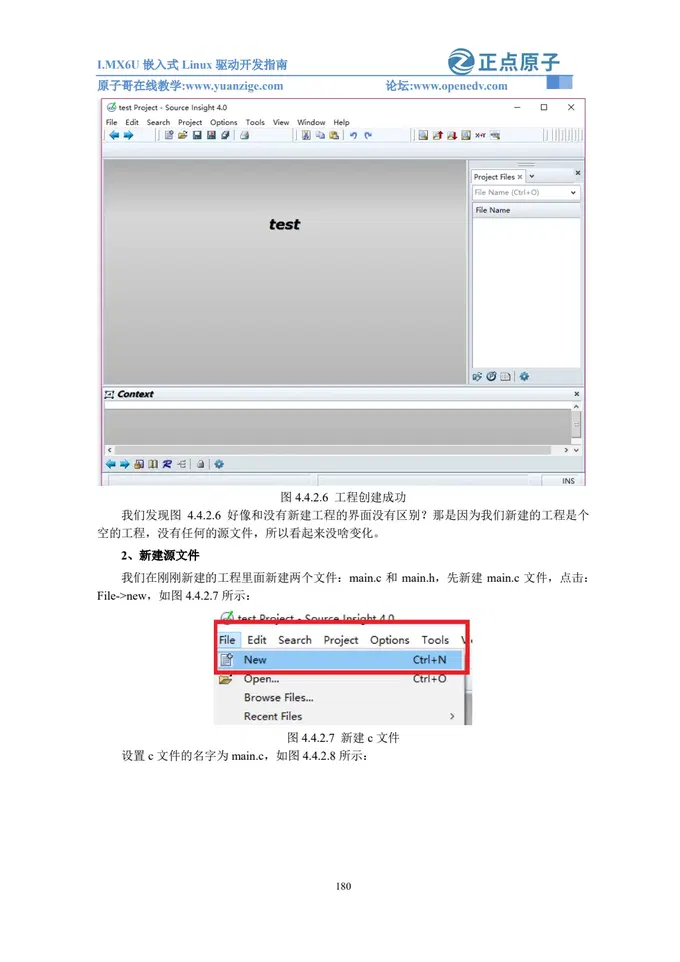 I.MX6U 嵌入式 Linux 驱动开发指南
正点原子
原子哥在线教学:www.yuanzige.com 论坛:www.openedv.com
test Project - Source Insight 4.0
File Edit Search Project Options Tools View Window Help
Project Files
File Name (Ctrl+O)
File Name
test
Context
INS
图 4.4.2.6 工程创建成功
我们发现图 4.4.2.6 好像和没有新建工程的界面没有区别？那是因为我们新建的工程是个
空的工程，没有任何的源文件，所以看起来没啥变化。
2、新建源文件
我们在刚刚新建的工程里面新建两个文件：main.c 和 main.h，先新建 main.c 文件，点击：
File->new，如图 4.4.2.7 所示：
test Project - Source Insight 4.0
File Edit Search Project Options Tools
New Ctrl+N
Open... Ctrl+O
Browse Files...
Recent Files
图 4.4.2.7 新建 c 文件
设置 c 文件的名字为 main.c，如图 4.4.2.8 所示：
180